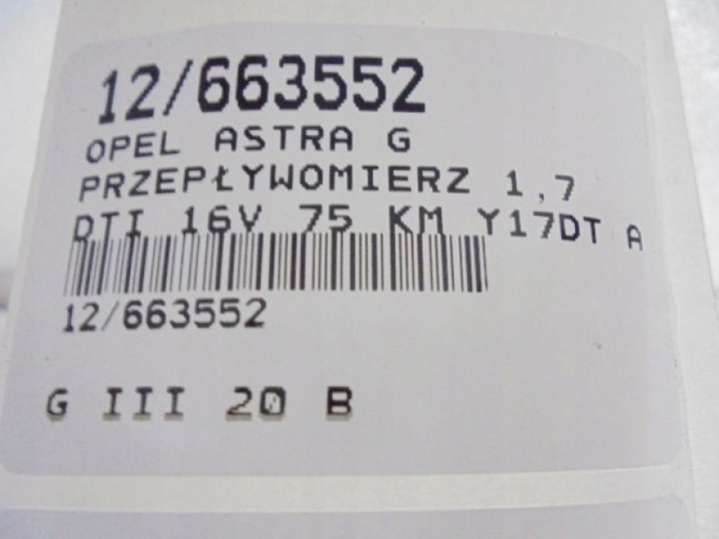 12/663552
OPEL ASTRA G
PRZEPŁYWOMIERZ 1,7
DTI 16V 75 KM Y17DT A
12/663552
G III 20 B